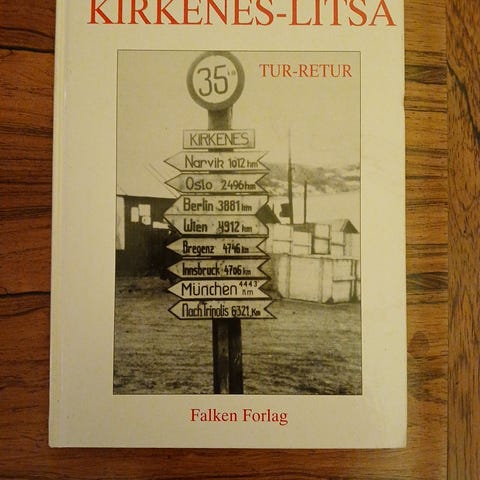 KIRKENES-LITSA
TUR-RETUR
35 km
KIRKENES
Narvik 1012 km
Oslo 2496 km
Berlin 3881 km
Wien 4912 km
Bregenz 4746 km
Innsbruck 4706 km
München 4443 km
Nach Tripolis 6321 Km
Falken Forlag